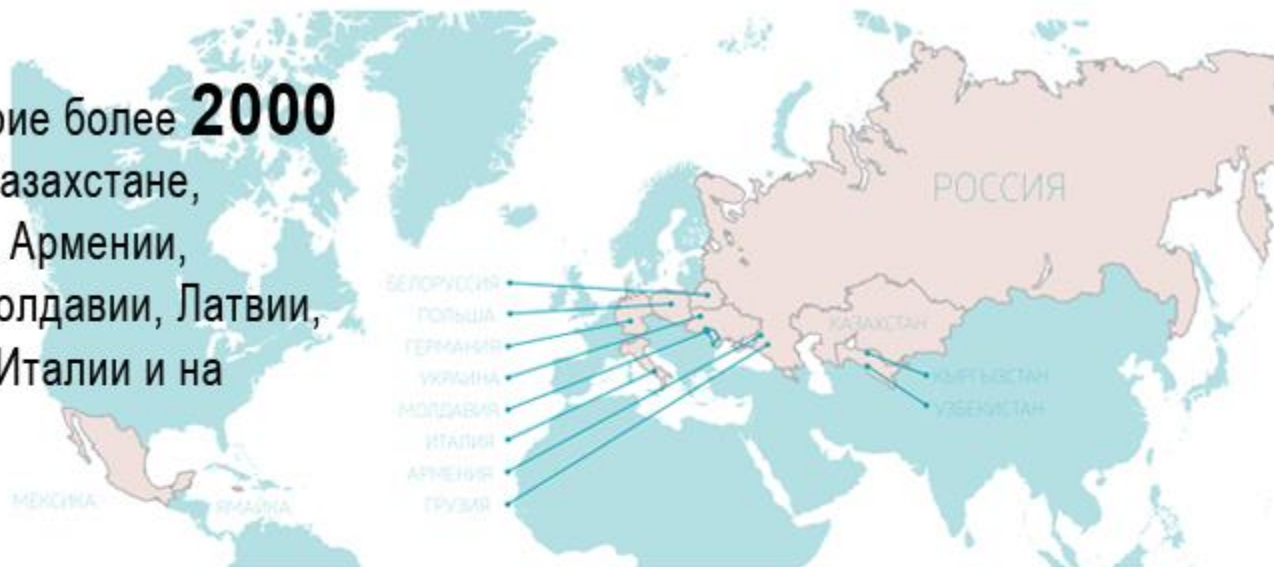 рие более 2000
азахстане,
Армении,
олдавии, Латвии,
Италии и на
РОССИЯ
БЕЛОРУССИЯ
ПОЛЬША
ГЕРМАНИЯ
УКРАИНА
МОЛДАВИЯ
ИТАЛИЯ
АРМЕНИЯ
ГРУЗИЯ
КАЗАХСТАН
КЫРГЫЗСТАН
УЗБЕКИСТАН
МЕКСИКА
ЯМАЙКА